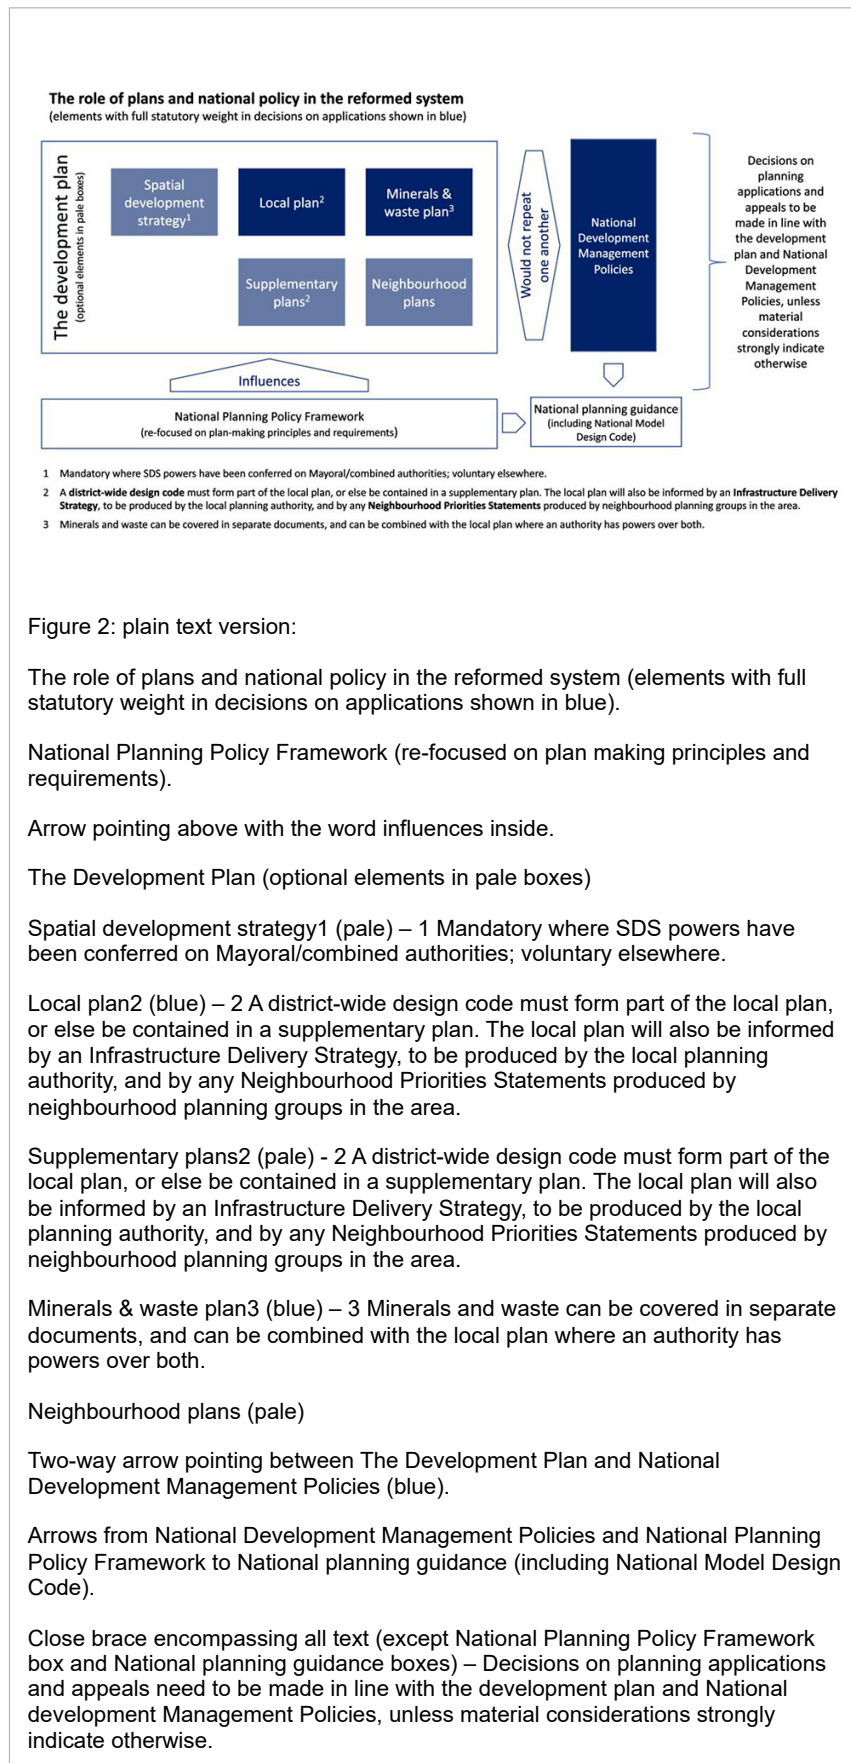 The role of plans and national policy in the reformed system
(elements with full statutory weight in decisions on applications shown in blue)
The development plan
(optional elements in pale boxes)
Spatial
development
strategy1
Local plan2
Minerals &
waste plan3
Supplementary
plans2
Neighbourhood
plans
Would not repeat
one another
National
Development
Management
Policies
Decisions on
planning
applications and
appeals to be
made in line with
the development
plan and National
Development
Management
Policies, unless
material
considerations
strongly indicate
otherwise
Influences
National Planning Policy Framework
(re-focused on plan-making principles and requirements)
National planning guidance
(including National Model
Design Code)
1 Mandatory where SDS powers have been conferred on Mayoral/combined authorities; voluntary elsewhere.
2 A district-wide design code must form part of the local plan, or else be contained in a supplementary plan. The local plan will also be informed by an Infrastructure Delivery
Strategy, to be produced by the local planning authority, and by any Neighbourhood Priorities Statements produced by neighbourhood planning groups in the area.
3 Minerals and waste can be covered in separate documents, and can be combined with the local plan where an authority has powers over both.
Figure 2: plain text version:
The role of plans and national policy in the reformed system (elements with full
statutory weight in decisions on applications shown in blue).
National Planning Policy Framework (re-focused on plan making principles and
requirements).
Arrow pointing above with the word influences inside.
The Development Plan (optional elements in pale boxes)
Spatial development strategy1 (pale) – 1 Mandatory where SDS powers have
been conferred on Mayoral/combined authorities; voluntary elsewhere.
Local plan2 (blue) – 2 A district-wide design code must form part of the local plan,
or else be contained in a supplementary plan. The local plan will also be informed
by an Infrastructure Delivery Strategy, to be produced by the local planning
authority, and by any Neighbourhood Priorities Statements produced by
neighbourhood planning groups in the area.
Supplementary plans2 (pale) - 2 A district-wide design code must form part of the
local plan, or else be contained in a supplementary plan. The local plan will also
be informed by an Infrastructure Delivery Strategy, to be produced by the local
planning authority, and by any Neighbourhood Priorities Statements produced by
neighbourhood planning groups in the area.
Minerals & waste plan3 (blue) – 3 Minerals and waste can be covered in separate
documents, and can be combined with the local plan where an authority has
powers over both.
Neighbourhood plans (pale)
Two-way arrow pointing between The Development Plan and National
Development Management Policies (blue).
Arrows from National Development Management Policies and National Planning
Policy Framework to National planning guidance (including National Model Design
Code).
Close brace encompassing all text (except National Planning Policy Framework
box and National planning guidance boxes) – Decisions on planning applications
and appeals need to be made in line with the development plan and National
development Management Policies, unless material considerations strongly
indicate otherwise.